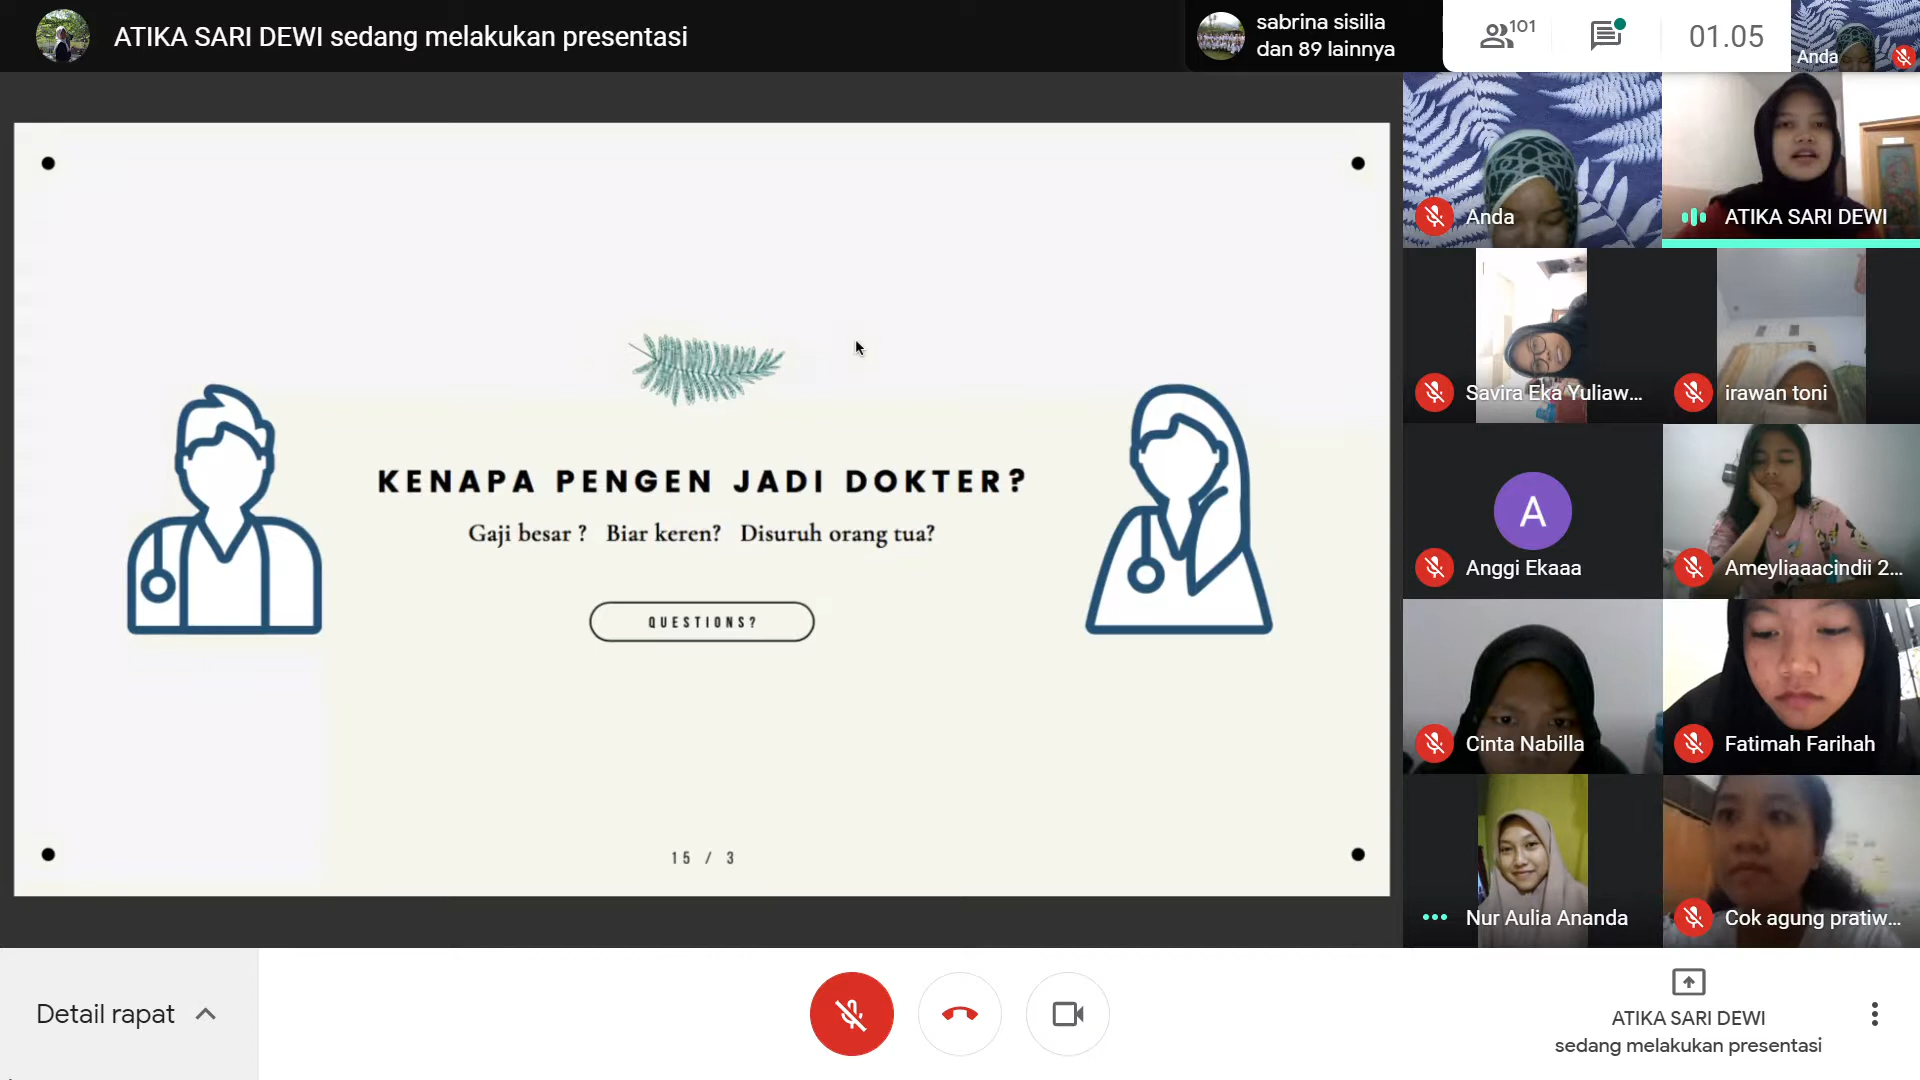 ATIKA SARI DEWI sedang melakukan presentasi
sabrina sisilia
dan 89 lainnya
101
01.05
Anda
KENAPA PENGEN JADI DOKTER?
Gaji besar ? Biar keren? Disuruh orang tua?
QUESTIONS?
15 / 3
Anda
ATIKA SARI DEWI
Savira Eka Yuliaw...
irawan toni
A
Anggi Ekaaa
Ameyliaaacindii 2...
Cinta Nabilla
Fatimah Farihah
Nur Aulia Ananda
Cok agung pratiw...
Detail rapat
ATIKA SARI DEWI
sedang melakukan presentasi